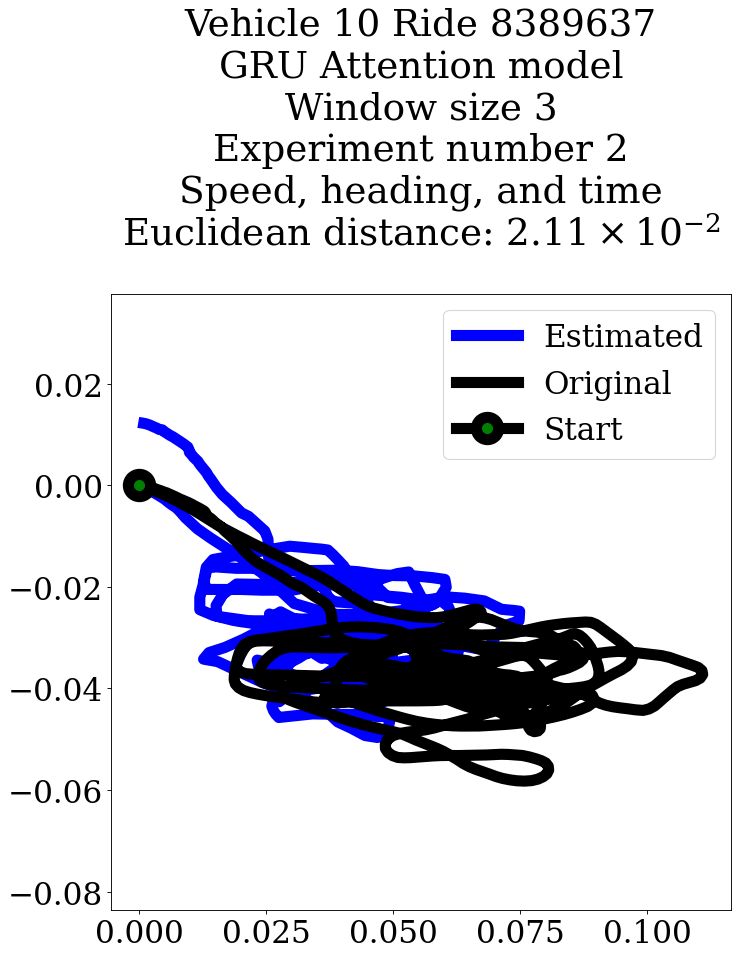 Vehicle 10 Ride 8389637
GRU Attention model
Window size 3
Experiment number 2
Speed, heading, and time
Euclidean distance: 2.11 × 10⁻²
Estimated
Original
Start
0.02
0.00
−0.02
−0.04
−0.06
−0.08
0.000 0.025 0.050 0.075 0.100